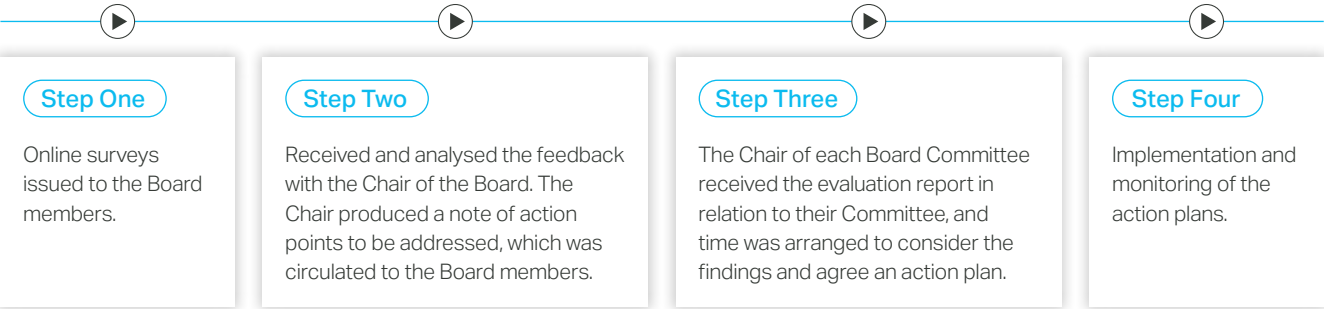 Step One
Online surveys
issued to the Board
members.
Step Two
Received and analysed the feedback
with the Chair of the Board. The
Chair produced a note of action
points to be addressed, which was
circulated to the Board members.
Step Three
The Chair of each Board Committee
received the evaluation report in
relation to their Committee, and
time was arranged to consider the
findings and agree an action plan.
Step Four
Implementation and
monitoring of the
action plans.